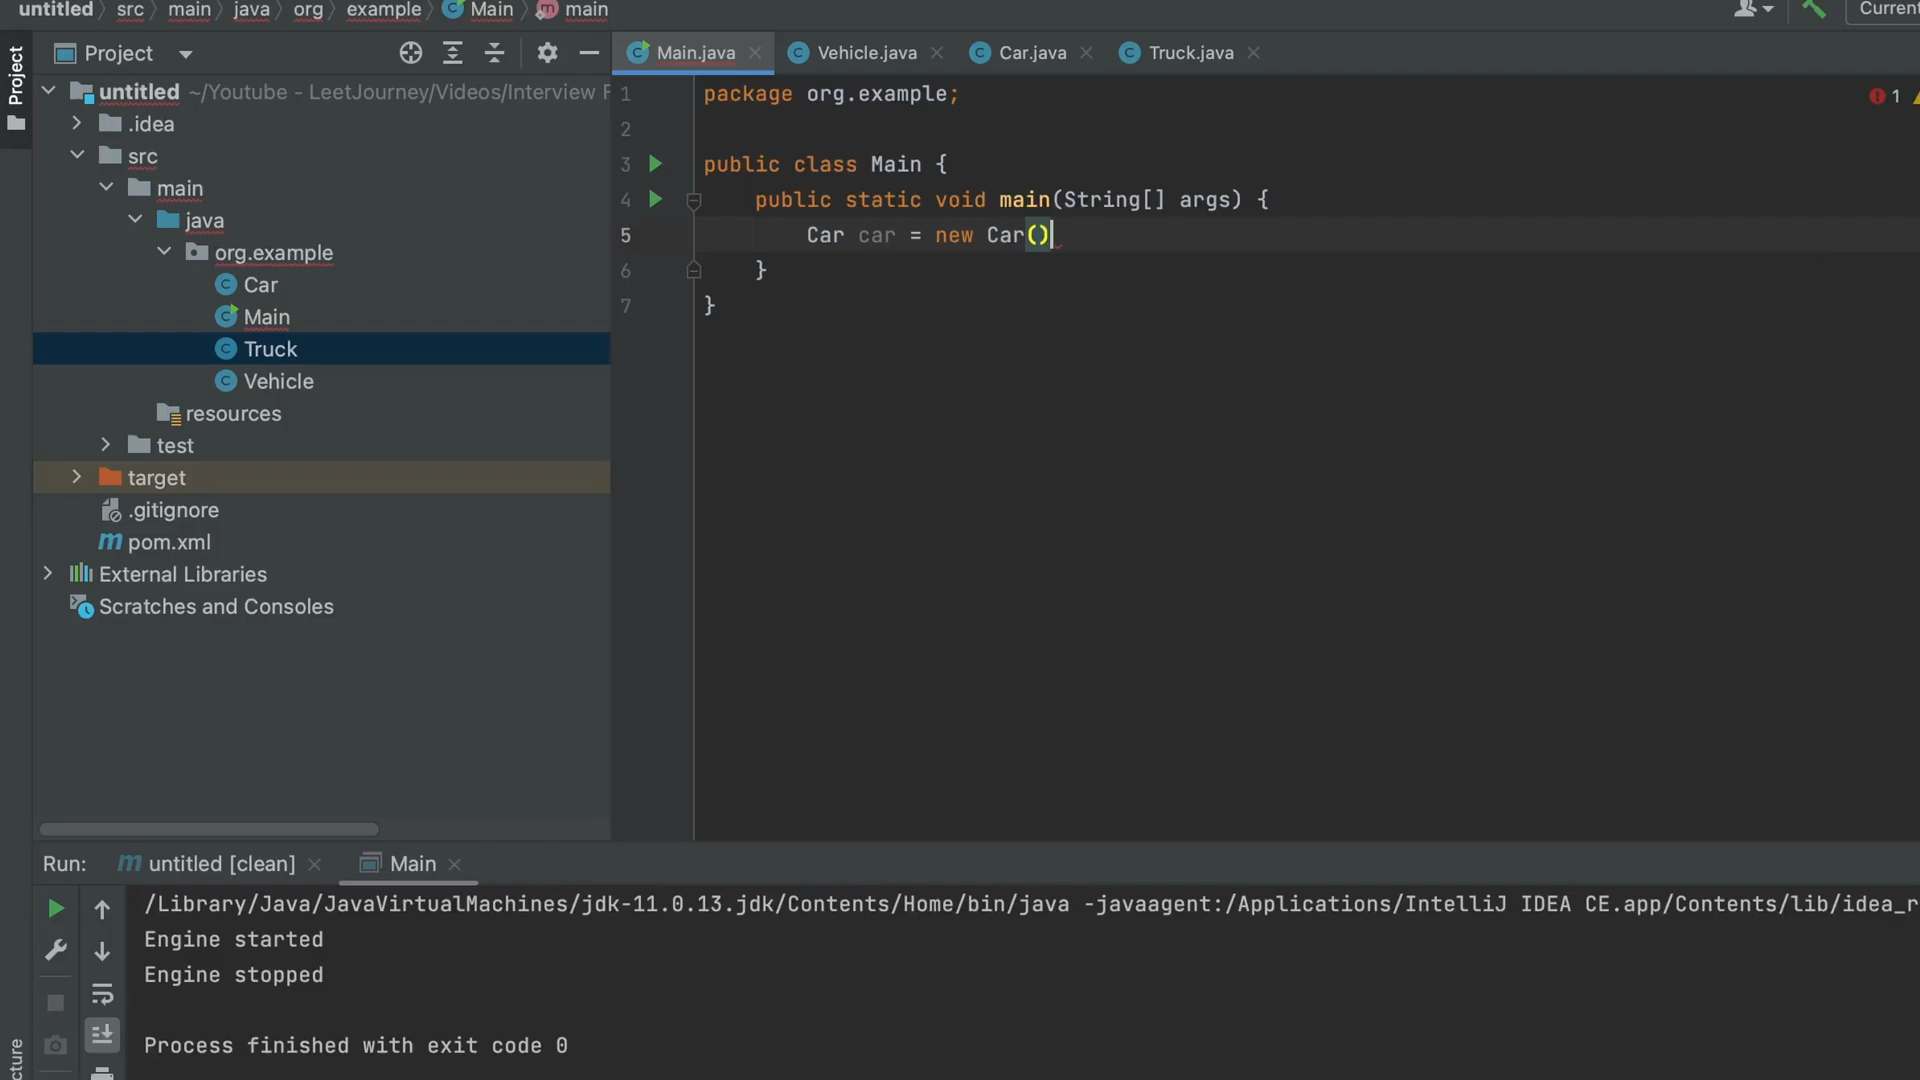 untitled src main java org example Main main Current
Project
Project
Main.java Vehicle.java Car.java Truck.java
untitled ~/Youtube - LeetJourney/Videos/Interview
.idea
src
main
java
org.example
Car
Main
Truck
Vehicle
resources
test
target
.gitignore
pom.xml
External Libraries
Scratches and Consoles
1 package org.example;
1
2
3 public class Main {
4 public static void main(String[] args) {
5 Car car = new Car()
6 }
7 }
Run: untitled [clean] Main
/Library/Java/JavaVirtualMachines/jdk-11.0.13.jdk/Contents/Home/bin/java -javaagent:/Applications/IntelliJ IDEA CE.app/Contents/lib/idea_r
Engine started
Engine stopped
Process finished with exit code 0